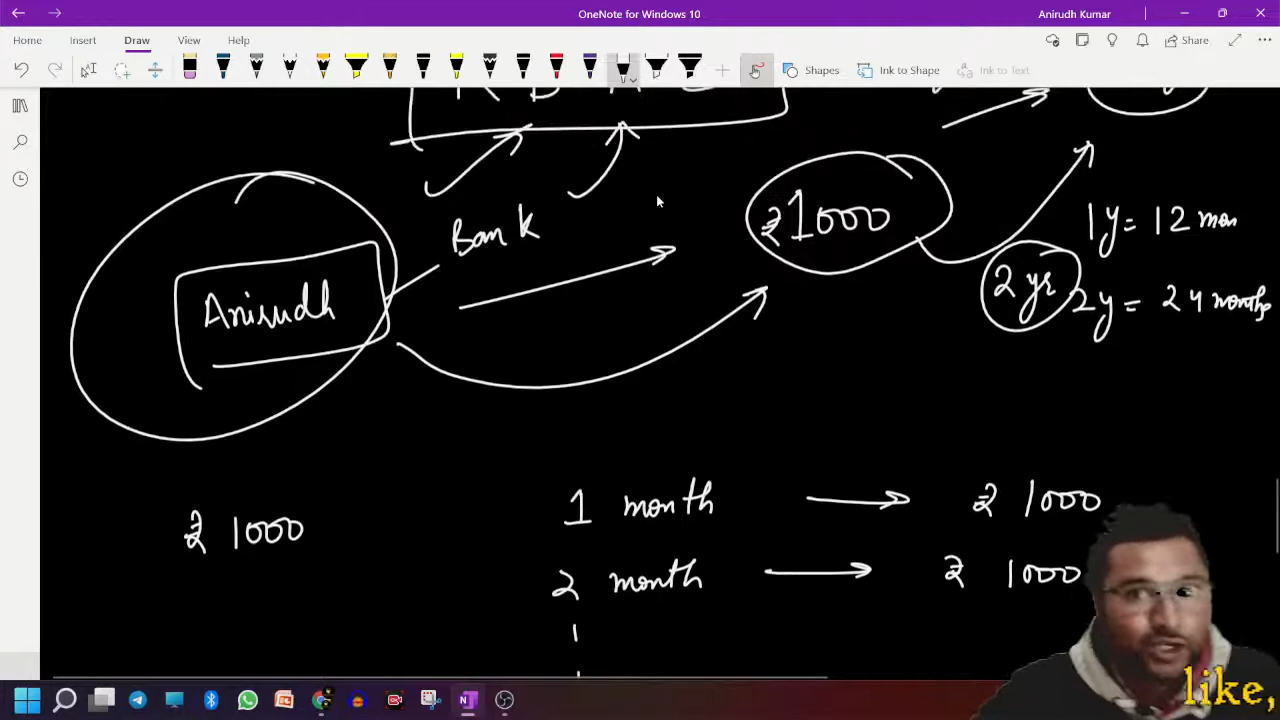 OneNote for Windows 10
Anirudh Kumar
Home Insert Draw View Help
Share
Shapes
Ink to Shape
Ink to Text
Bank
₹1000
1y = 12 mon
Anirudh
2 yr
2y = 24 months
1 month → ₹ 1000
₹ 1000
2 month → ₹ 1000
like,